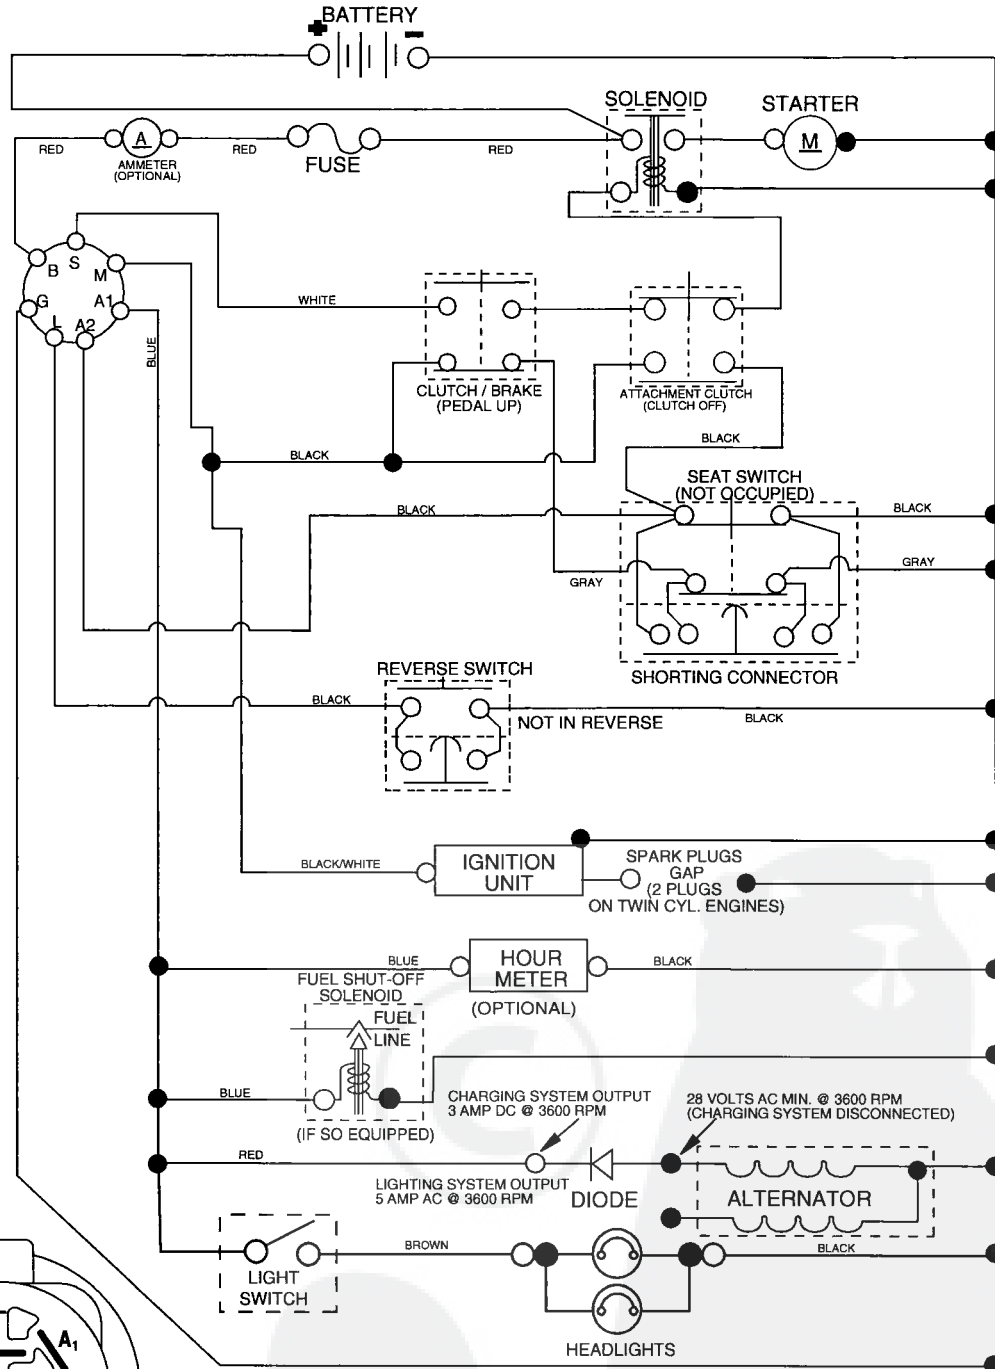 BATTERY
SOLENOID
STARTER
RED
A
RED
RED
M
AMMETER
(OPTIONAL)
FUSE
B
S
M
G
A1
L
A2
BLUE
WHITE
CLUTCH / BRAKE
(PEDAL UP)
ATTACHMENT CLUTCH
(CLUTCH OFF)
BLACK
BLACK
SEAT SWITCH
(NOT OCCUPIED)
BLACK
BLACK
GRAY
GRAY
SHORTING CONNECTOR
REVERSE SWITCH
BLACK
NOT IN REVERSE
BLACK
BLACK/WHITE
IGNITION
UNIT
SPARK PLUGS
GAP
(2 PLUGS
ON TWIN CYL. ENGINES)
BLUE
HOUR
METER
BLACK
(OPTIONAL)
FUEL SHUT-OFF
SOLENOID
FUEL
LINE
BLUE
(IF SO EQUIPPED)
CHARGING SYSTEM OUTPUT
3 AMP DC @ 3600 RPM
28 VOLTS AC MIN. @ 3600 RPM
(CHARGING SYSTEM DISCONNECTED)
RED
LIGHTING SYSTEM OUTPUT
5 AMP AC @ 3600 RPM
DIODE
ALTERNATOR
BROWN
BLACK
LIGHT
SWITCH
HEADLIGHTS
A1